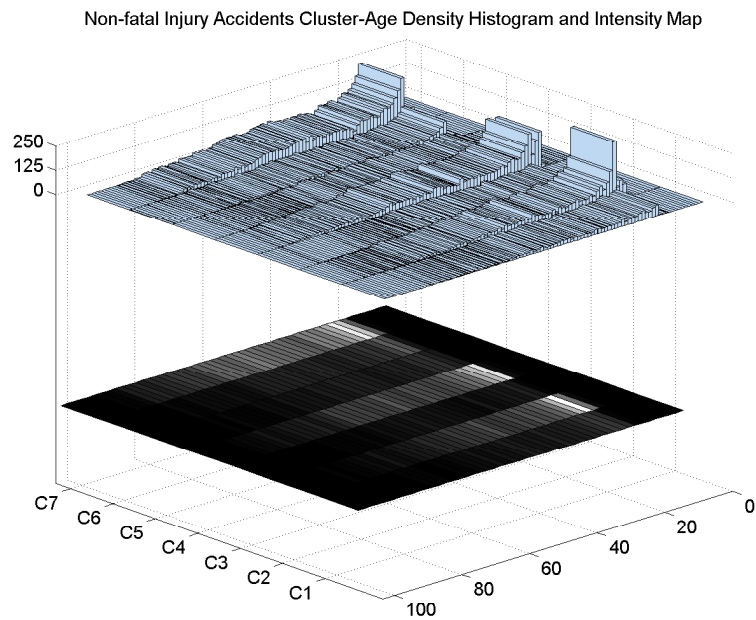 Non-fatal Injury Accidents Cluster-Age Density Histogram and Intensity Map
250
125
0
C7
C6
C5
C4
C3
C2
C1
0
20
40
60
80
100